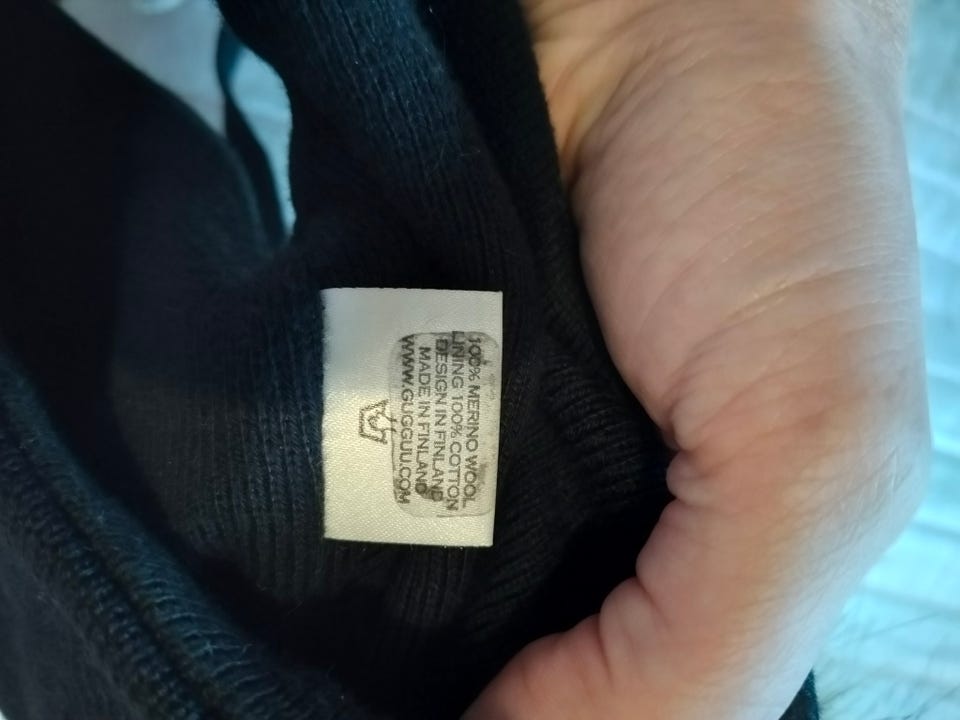 100% MERINO WOOL
LINING 100% COTTON
DESIGN IN FINLAND
MADE IN FINLAND
WWW.GUGGUU.COM